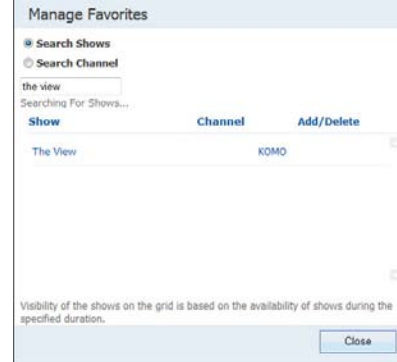 Manage Favorites
Search Shows
Search Channel
the view
Searching For Shows...
Show Channel Add/Delete
The View KOMO
Visibility of the shows on the grid is based on the availability of shows during the
specified duration.
Close